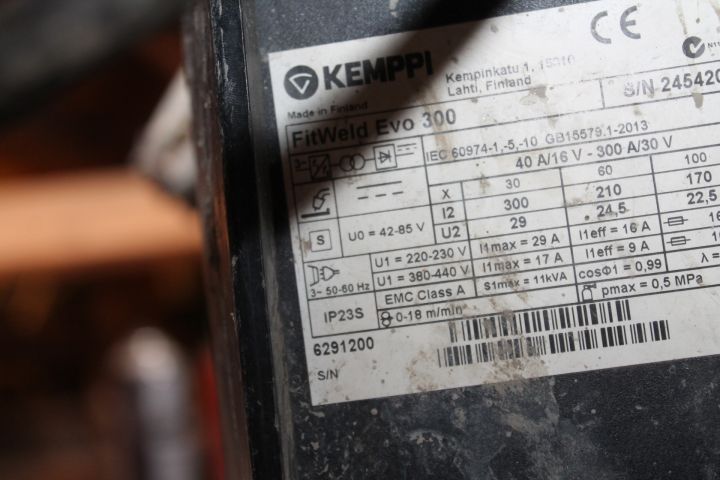 KEMPPI
Kempinkatu 1, 15810
Lahti, Finland
S/N 245420
Made in Finland
FitWeld Evo 300
IEC 60974-1,-5,-10 GB15579.1-2013
40 A/16 V - 300 A/30 V
X 30 60 100
I2 300 210 170
S U0 = 42-85 V U2 29 24,5 22,5
3~ 50-60 Hz
U1 = 220-230 V I1max = 29 A I1eff = 16 A
U1 = 380-440 V I1max = 17 A I1eff = 9 A
EMC Class A S1max = 11kVA cosΦ1 = 0,99 λ =
IP23S 0-18 m/min pmax = 0,5 MPa
6291200
S/N